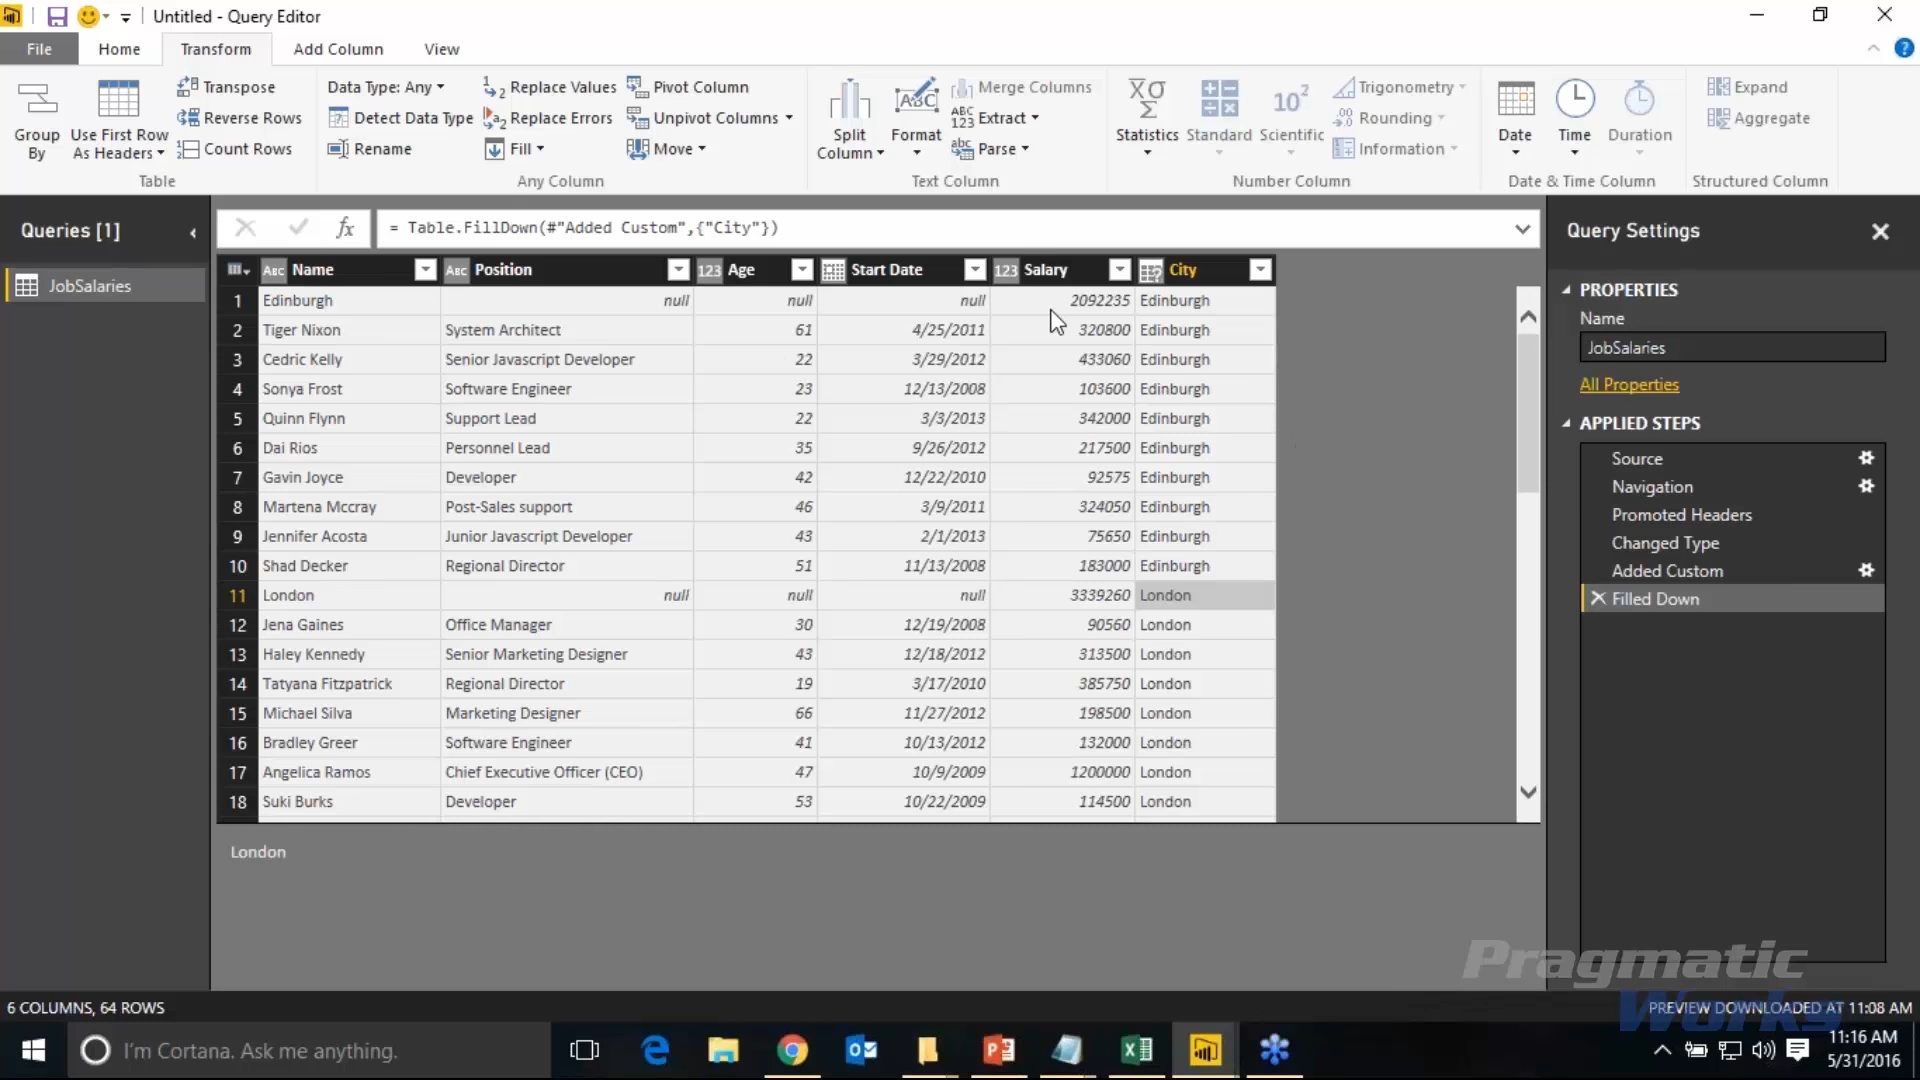 Untitled - Query Editor
File Home Transform Add Column View
Group By
Use First Row As Headers
Transpose
Reverse Rows
Count Rows
Table
Data Type: Any
Detect Data Type
Rename
Replace Values
Replace Errors
Fill
Pivot Column
Unpivot Columns
Move
Any Column
Split Column
Format
Merge Columns
Extract
Parse
Text Column
Statistics
Standard
Scientific
Trigonometry
Rounding
Information
Number Column
Date
Time
Duration
Date & Time Column
Expand
Aggregate
Structured Column
Queries [1]
JobSalaries
fx = Table.FillDown(#"Added Custom",{"City"})
Name Position Age Start Date Salary City
1 Edinburgh null null null 2092235 Edinburgh
2 Tiger Nixon System Architect 61 4/25/2011 320800 Edinburgh
3 Cedric Kelly Senior Javascript Developer 22 3/29/2012 433060 Edinburgh
4 Sonya Frost Software Engineer 23 12/13/2008 103600 Edinburgh
5 Quinn Flynn Support Lead 22 3/3/2013 342000 Edinburgh
6 Dai Rios Personnel Lead 35 9/26/2012 217500 Edinburgh
7 Gavin Joyce Developer 42 12/22/2010 92575 Edinburgh
8 Martena Mccray Post-Sales support 46 3/9/2011 324050 Edinburgh
9 Jennifer Acosta Junior Javascript Developer 43 2/1/2013 75650 Edinburgh
10 Shad Decker Regional Director 51 11/13/2008 183000 Edinburgh
11 London null null null 3339260 London
12 Jena Gaines Office Manager 30 12/19/2008 90560 London
13 Haley Kennedy Senior Marketing Designer 43 12/18/2012 313500 London
14 Tatyana Fitzpatrick Regional Director 19 3/17/2010 385750 London
15 Michael Silva Marketing Designer 66 11/27/2012 198500 London
16 Bradley Greer Software Engineer 41 10/13/2012 132000 London
17 Angelica Ramos Chief Executive Officer (CEO) 47 10/9/2009 1200000 London
18 Suki Burks Developer 53 10/22/2009 114500 London
London
Query Settings
PROPERTIES
Name
JobSalaries
All Properties
APPLIED STEPS
Source
Navigation
Promoted Headers
Changed Type
Added Custom
Filled Down
Pragmatic
Works
6 COLUMNS, 64 ROWS
PREVIEW DOWNLOADED AT 11:08 AM
I'm Cortana. Ask me anything.
11:16 AM
5/31/2016